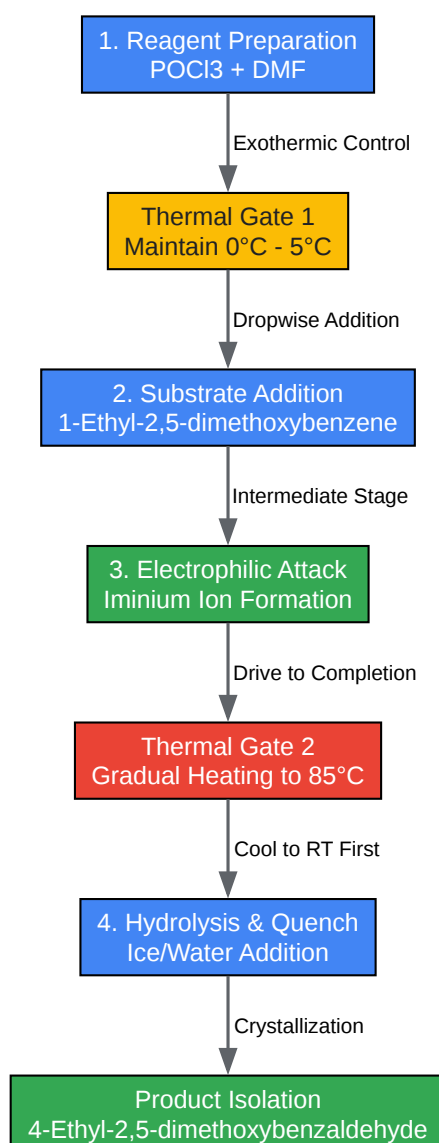 1. Reagent Preparation
POCl3 + DMF
Exothermic Control
Thermal Gate 1
Maintain 0°C - 5°C
Dropwise Addition
2. Substrate Addition
1-Ethyl-2,5-dimethoxybenzene
Intermediate Stage
3. Electrophilic Attack
Iminium Ion Formation
Drive to Completion
Thermal Gate 2
Gradual Heating to 85°C
Cool to RT First
4. Hydrolysis & Quench
Ice/Water Addition
Crystallization
Product Isolation
4-Ethyl-2,5-dimethoxybenzaldehyde